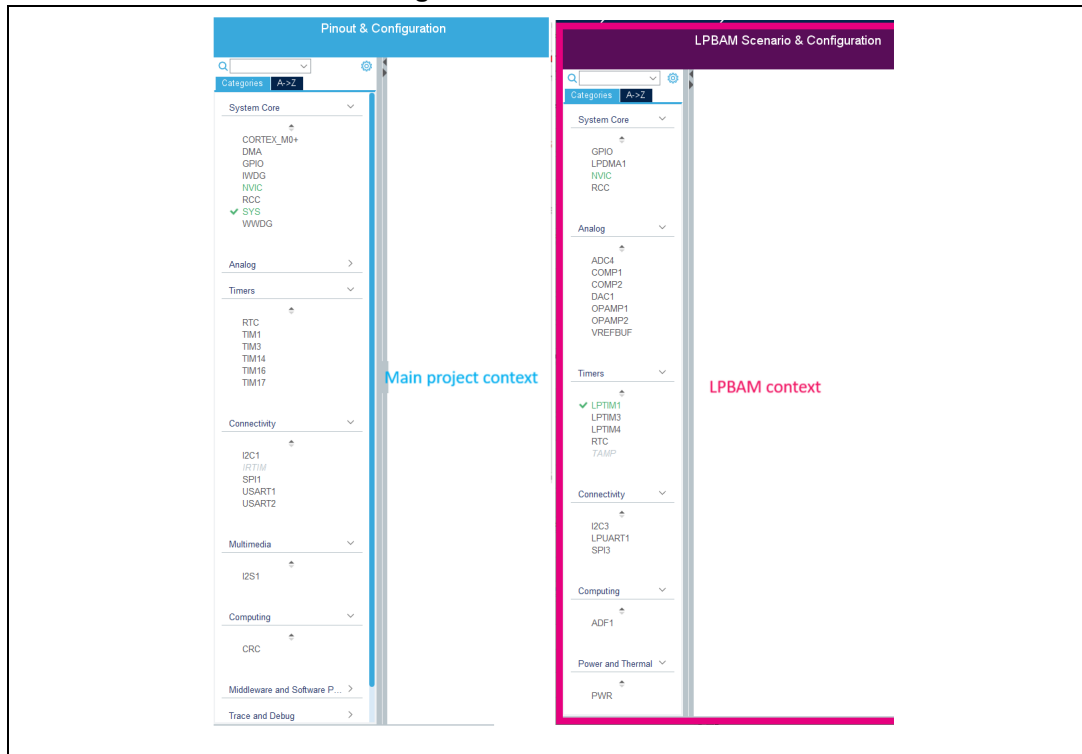 Pinout & Configuration
Categories A->Z
System Core
CORTEX_M0+
DMA
GPIO
IWDG
NVIC
RCC
SYS
WWDG
Analog
Timers
RTC
TIM1
TIM3
TIM14
TIM16
TIM17
Connectivity
I2C1
IRTIM
SPI1
USART1
USART2
Multimedia
I2S1
Computing
CRC
Middleware and Software P...
Trace and Debug
Main project context
LPBAM Scenario & Configuration
Categories A->Z
System Core
GPIO
LPDMA1
NVIC
RCC
Analog
ADC4
COMP1
COMP2
DAC1
OPAMP1
OPAMP2
VREFBUF
Timers
LPTIM1
LPTIM3
LPTIM4
RTC
TAMP
Connectivity
I2C3
LPUART1
SPI3
Computing
ADF1
Power and Thermal
PWR
LPBAM context